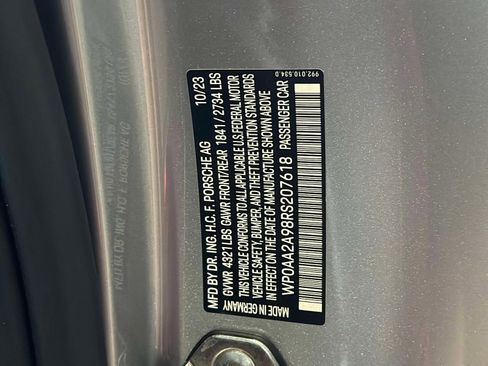 10/23
MFD BY DR. ING. H.C. F. PORSCHE AG
GVWR 4321 LBS GAWR FRONT/REAR 1841 / 2734 LBS
THIS VEHICLE CONFORMS TO ALL APPLICABLE U.S. FEDERAL MOTOR
VEHICLE SAFETY, BUMPER, AND THEFT PREVENTION STANDARDS
IN EFFECT ON THE DATE OF MANUFACTURE SHOWN ABOVE
MADE IN GERMANY
WP0AA2A98RS207618 PASSENGER CAR
992.010.534.0